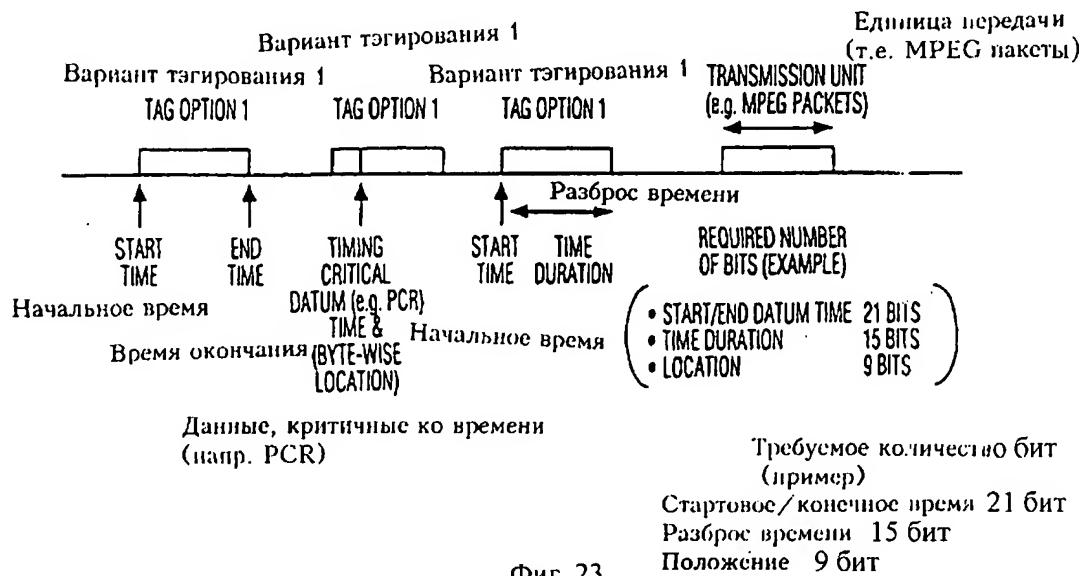 Вариант тэгирования 1
Единица передачи
(т.е. MPEG пакеты)
Вариант тэгирования 1
Вариант тэгирования 1
TRANSMISSION UNIT
(e.g. MPEG PACKETS)
TAG OPTION 1
TAG OPTION 1
TAG OPTION 1
Разброс времени
START
TIME
END
TIME
TIMING
CRITICAL
DATUM (e.g. PCR)
TIME &
(BYTE-WISE
LOCATION)
START
TIME
TIME
DURATION
REQUIRED NUMBER
OF BITS (EXAMPLE)
• START/END DATUM TIME 21 BITS
• TIME DURATION 15 BITS
• LOCATION 9 BITS
Начальное время
Время окончания
Начальное время
Данные, критичные ко времени
(напр. PCR)
Требуемое количество бит
(пример)
Стартовое/конечное время 21 бит
Разброс времени 15 бит
Положение 9 бит
Фиг. 23